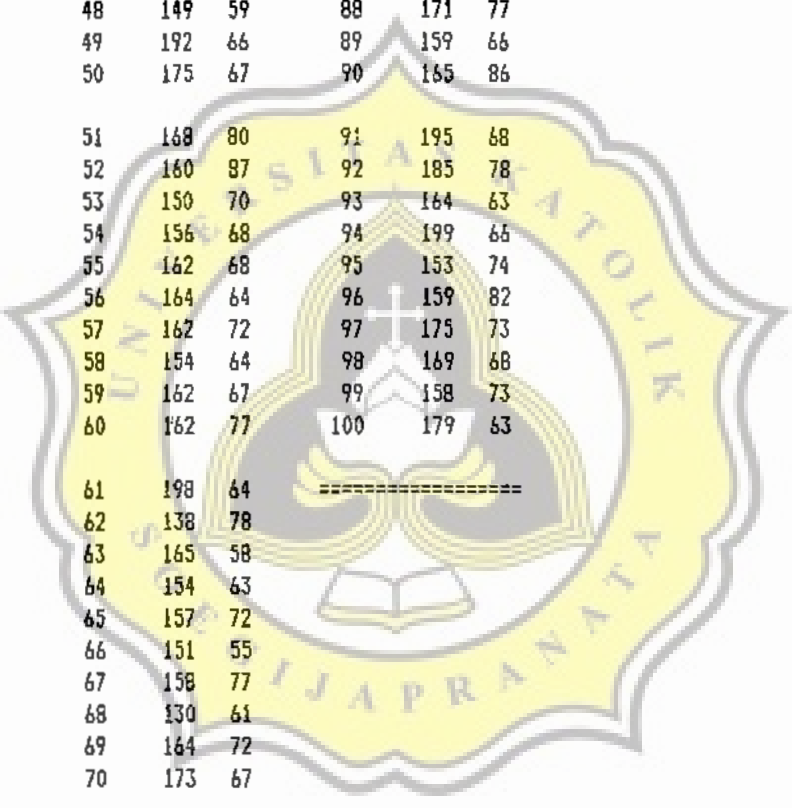 48 149 59 88 171 77
49 192 66 89 159 66
50 175 67 90 165 86
51 168 80 91 195 68
52 160 87 92 185 78
53 150 70 93 164 63
54 156 68 94 199 66
55 162 68 95 153 74
56 164 64 96 159 82
57 162 72 97 175 73
58 154 64 98 169 68
59 162 67 99 158 73
60 162 77 100 179 63
61 198 64 ==================
62 138 78
63 165 58
64 154 63
65 157 72
66 151 55
67 158 77
68 130 61
69 164 72
70 173 67
UNIVERSITAS KATOLIK
SOEGIJAPRANATA